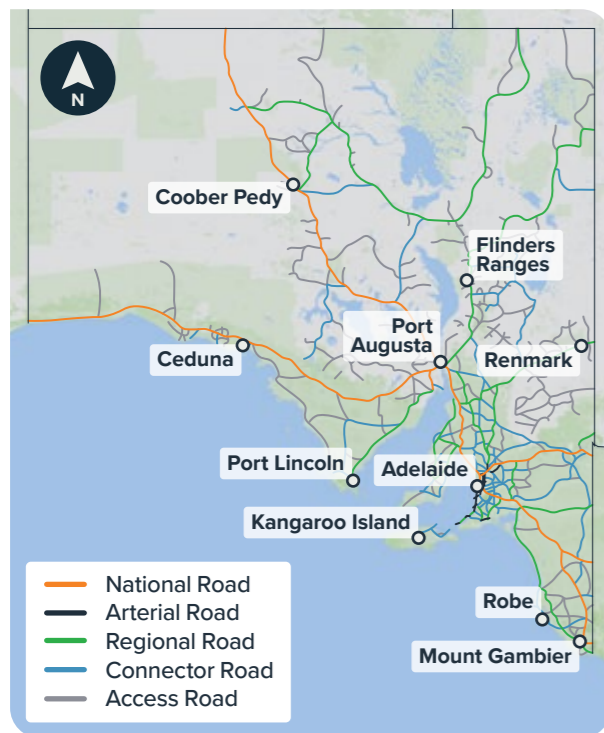 N
Coober Pedy
Flinders
Ranges
Port
Augusta
Ceduna
Renmark
Port Lincoln
Adelaide
Kangaroo Island
Robe
Mount Gambier
National Road
Arterial Road
Regional Road
Connector Road
Access Road